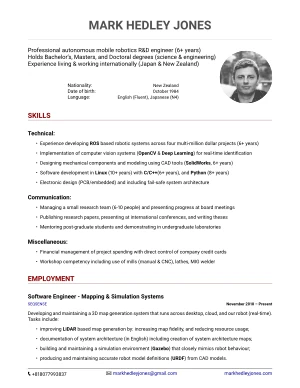 MARK HEDLEY JONES
Professional autonomous mobile robotics R&D engineer (6+ years)
Holds Bachelor's, Masters, and Doctoral degrees (science & engineering)
Experience living & working internationally (Japan & New Zealand)
Nationality: New Zealand
Date of birth: October 1984
Language: English (Fluent), Japanese (N4)
SKILLS
Technical:
• Experience developing ROS based robotic systems across four multi-million dollar projects (6+ years)
• Implementation of computer vision systems (OpenCV & Deep Learning) for real-time identification
• Designing mechanical components and modeling using CAD tools (SolidWorks, 6+ years)
• Software development in Linux (10+ years) with C/C++(6+ years), and Python (8+ years)
• Electronic design (PCB/embedded) and including fail-safe system architecture
Communication:
• Managing a small research team (6-10 people) and presenting progress at board meetings
• Publishing research papers, presenting at international conferences, and writing theses
• Mentoring post-graduate students and demonstrating in undergraduate laboratories
Miscellaneous:
• Financial management of project spending with direct control of company credit cards
• Workshop competency including use of mills (manual & CNC), lathes, MIG welder
EMPLOYMENT
Software Engineer - Mapping & Simulation Systems
SEQSENSE November 2018 – Present
Developing and maintaining a 3D map generation system that runs across desktop, cloud, and our robot (real-time).
Tasks include:
• improving LiDAR based map generation by: increasing map fidelity, and reducing resource usage,
• documentation of system architecture (in English) including creation of system architecture maps,
• building and maintaining a simulation environment (Gazebo) that closely mimics robot behaviour,
• producing and maintaining accurate robot model definitions (URDF) from CAD models.
+818077993837 markhedleyjones@gmail.com markhedleyjones.com